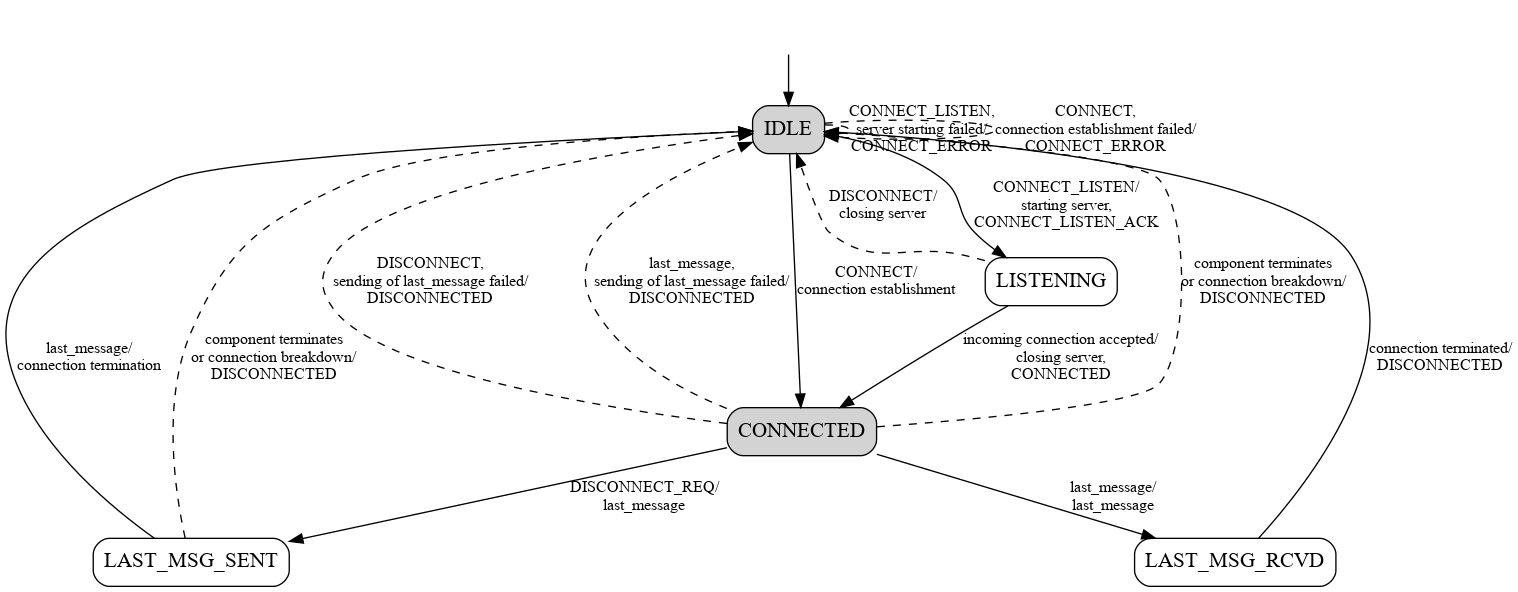 IDLE
CONNECT_LISTEN,
server starting failed/
CONNECT_ERROR
CONNECT,
connection establishment failed/
CONNECT_ERROR
DISCONNECT/
closing server
CONNECT_LISTEN/
starting server,
CONNECT_LISTEN_ACK
DISCONNECT,
sending of last_message failed/
DISCONNECTED
last_message,
sending of last_message failed/
DISCONNECTED
CONNECT/
connection establishment
LISTENING
component terminates
or connection breakdown/
DISCONNECTED
last_message/
connection termination
component terminates
or connection breakdown/
DISCONNECTED
incoming connection accepted/
closing server,
CONNECTED
connection terminated/
DISCONNECTED
CONNECTED
DISCONNECT_REQ/
last_message
last_message/
last_message
LAST_MSG_SENT
LAST_MSG_RCVD